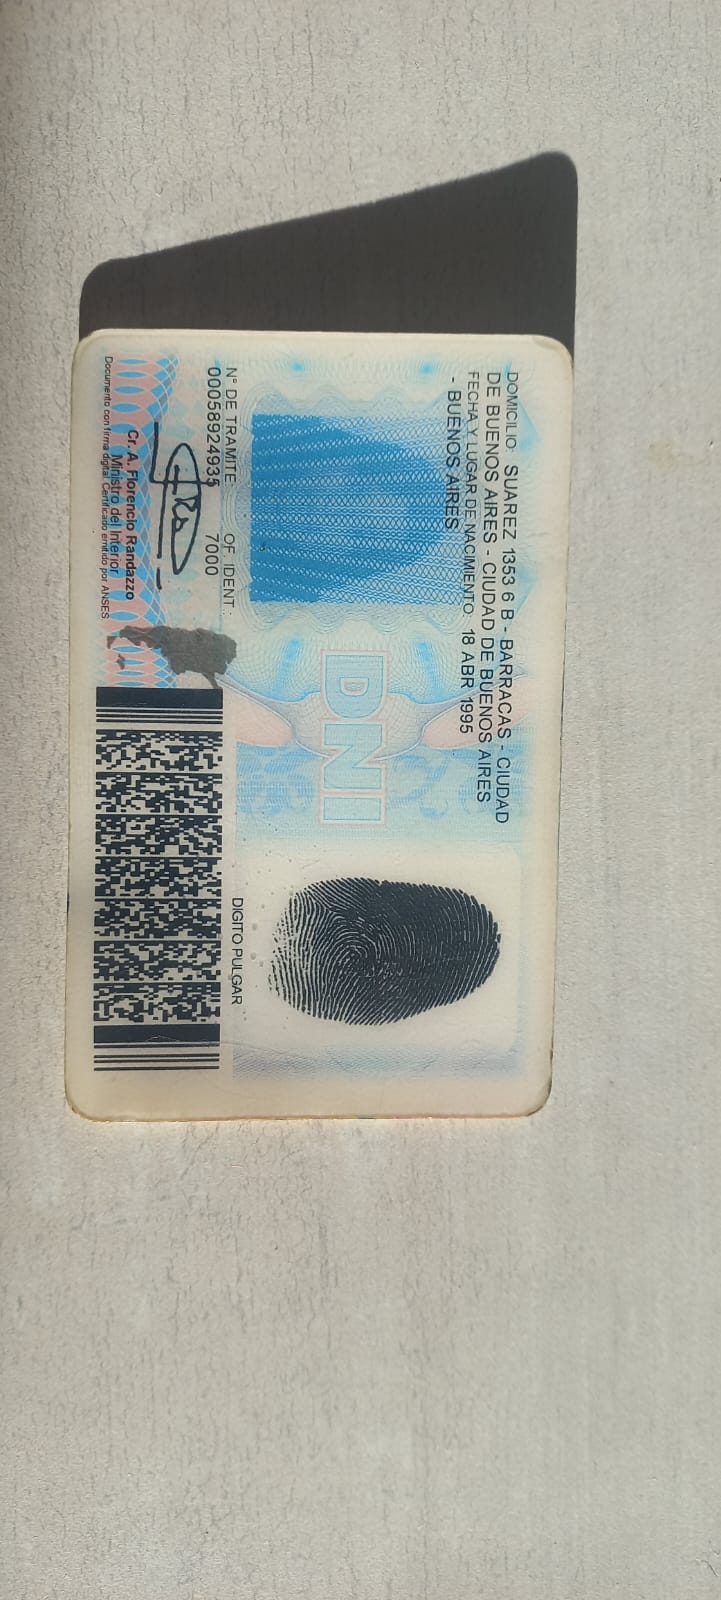 DOMICILIO: SUAREZ 1353 6 B - BARRACAS - CIUDAD
DE BUENOS AIRES - CIUDAD DE BUENOS AIRES
FECHA Y LUGAR DE NACIMIENTO: 18 ABR 1995
- BUENOS AIRES
DNI
N° DE TRAMITE OF. IDENT.:
00058924935 7000
DIGITO PULGAR
Cr. A. Florencio Randazzo
Ministro del Interior
Documento con firma digital. Certificado emitido por ANSES